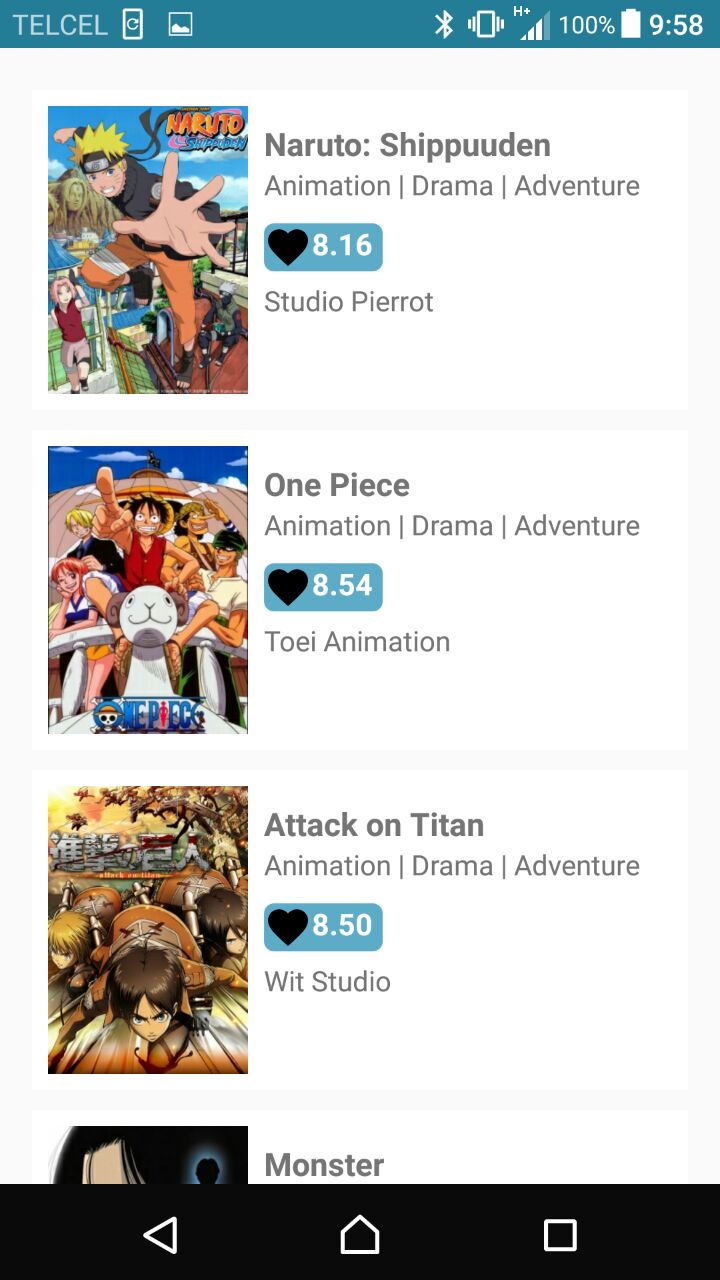 TELCEL H+ 100% 9:58
NARUTO
SHIPPUDEN
Naruto: Shippuuden
Animation | Drama | Adventure
8.16
Studio Pierrot
One Piece
Animation | Drama | Adventure
8.54
Toei Animation
ONE PIECE
進撃の巨人
attack on titan
Attack on Titan
Animation | Drama | Adventure
8.50
Wit Studio
Monster